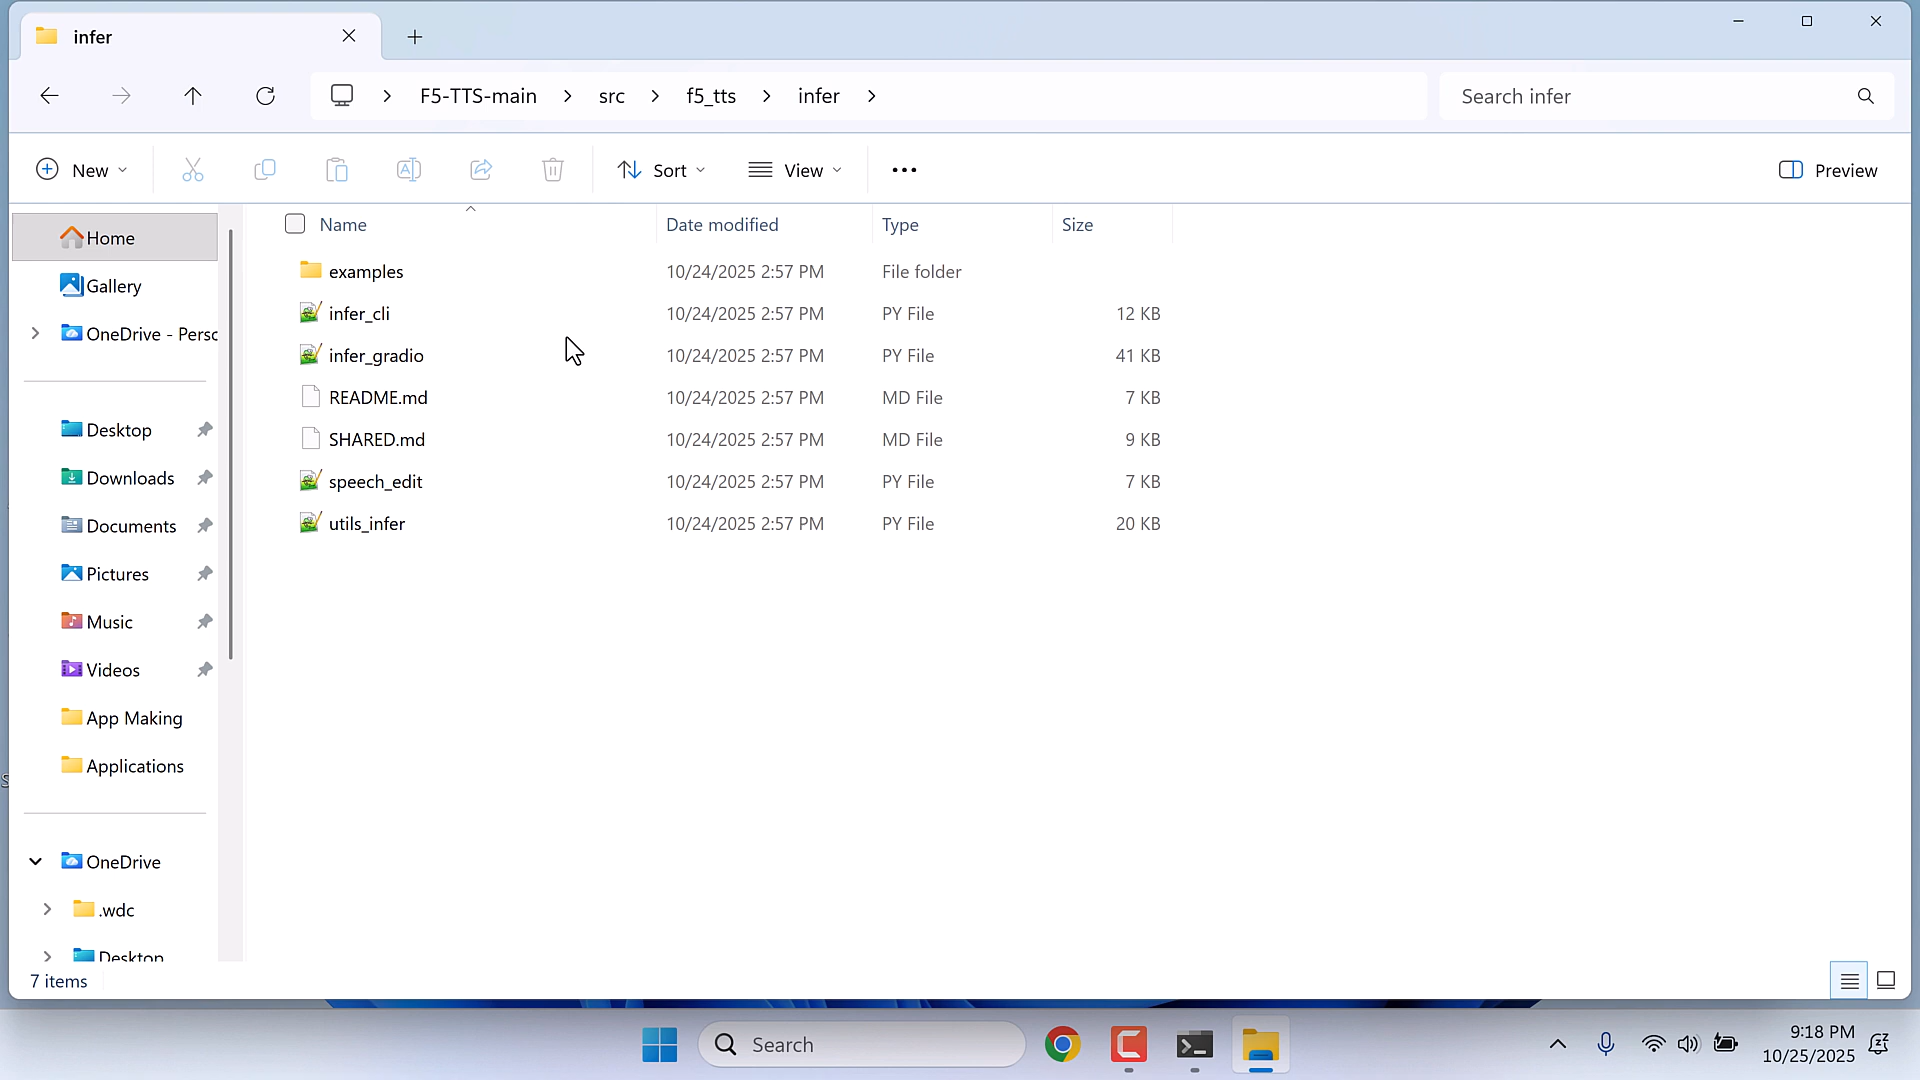 infer
F5-TTS-main src f5_tts infer
Search infer
New
Sort
View
Preview
Name Date modified Type Size
Home
Gallery
OneDrive - Persc
Desktop
Downloads
Documents
Pictures
Music
Videos
App Making
Applications
OneDrive
.wdc
Desktop
examples 10/24/2025 2:57 PM File folder
infer_cli 10/24/2025 2:57 PM PY File 12 KB
infer_gradio 10/24/2025 2:57 PM PY File 41 KB
README.md 10/24/2025 2:57 PM MD File 7 KB
SHARED.md 10/24/2025 2:57 PM MD File 9 KB
speech_edit 10/24/2025 2:57 PM PY File 7 KB
utils_infer 10/24/2025 2:57 PM PY File 20 KB
7 items
Search
9:18 PM
10/25/2025